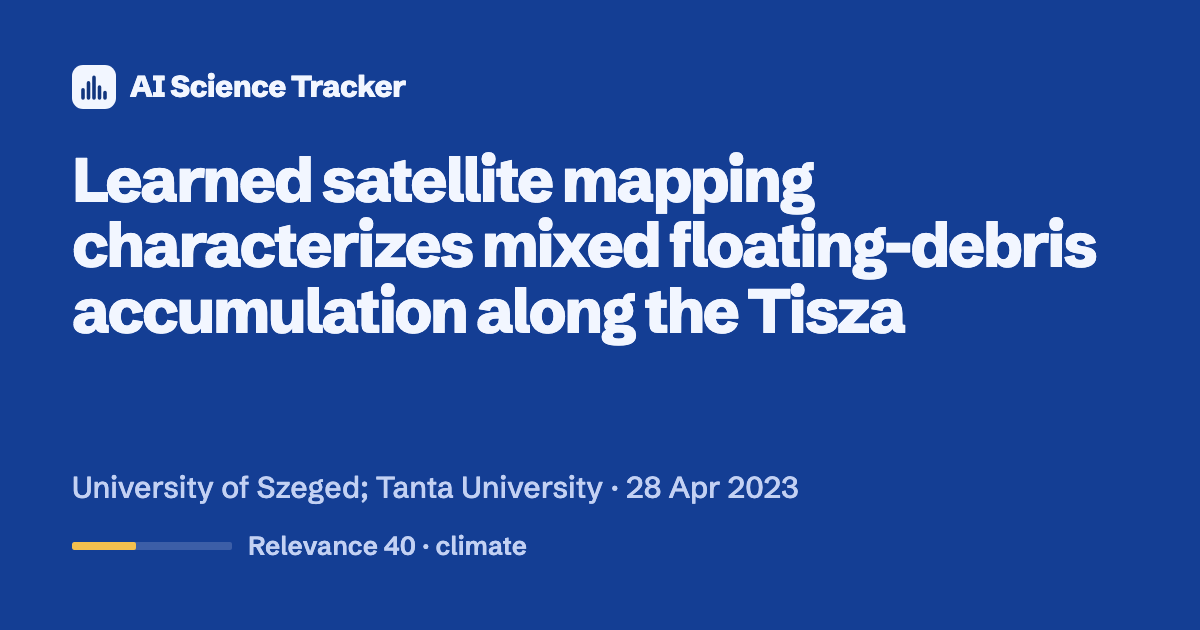 AI Science Tracker
Learned satellite mapping
characterizes mixed floating-debris
accumulation along the Tisza
University of Szeged; Tanta University · 28 Apr 2023
Relevance 40 · climate